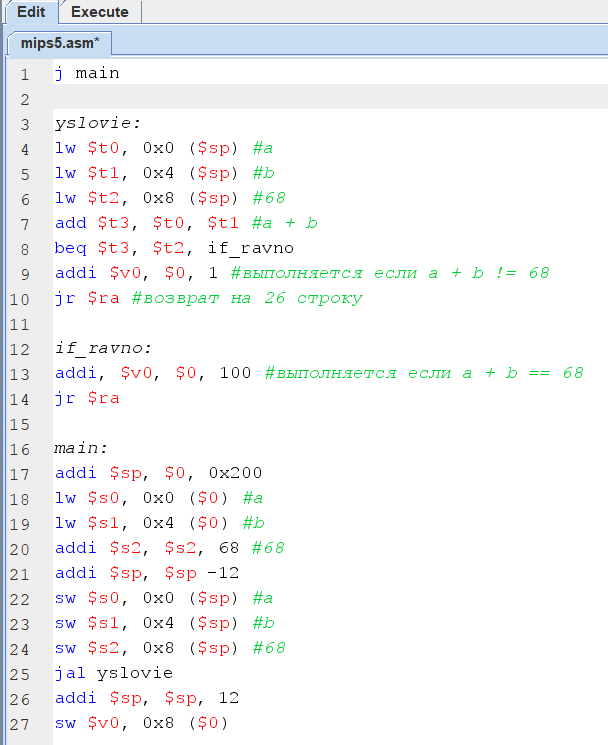 Edit Execute
mips5.asm*
1 j main
2
3 yslovie:
4 lw $t0, 0x0 ($sp) #a
5 lw $t1, 0x4 ($sp) #b
6 lw $t2, 0x8 ($sp) #68
7 add $t3, $t0, $t1 #a + b
8 beq $t3, $t2, if_ravno
9 addi $v0, $0, 1 #выполняется если a + b != 68
10 jr $ra #возврат на 26 строку
11
12 if_ravno:
13 addi, $v0, $0, 100 #выполняется если a + b == 68
14 jr $ra
15
16 main:
17 addi $sp, $0, 0x200
18 lw $s0, 0x0 ($0) #a
19 lw $s1, 0x4 ($0) #b
20 addi $s2, $s2, 68 #68
21 addi $sp, $sp -12
22 sw $s0, 0x0 ($sp) #a
23 sw $s1, 0x4 ($sp) #b
24 sw $s2, 0x8 ($sp) #68
25 jal yslovie
26 addi $sp, $sp, 12
27 sw $v0, 0x8 ($0)